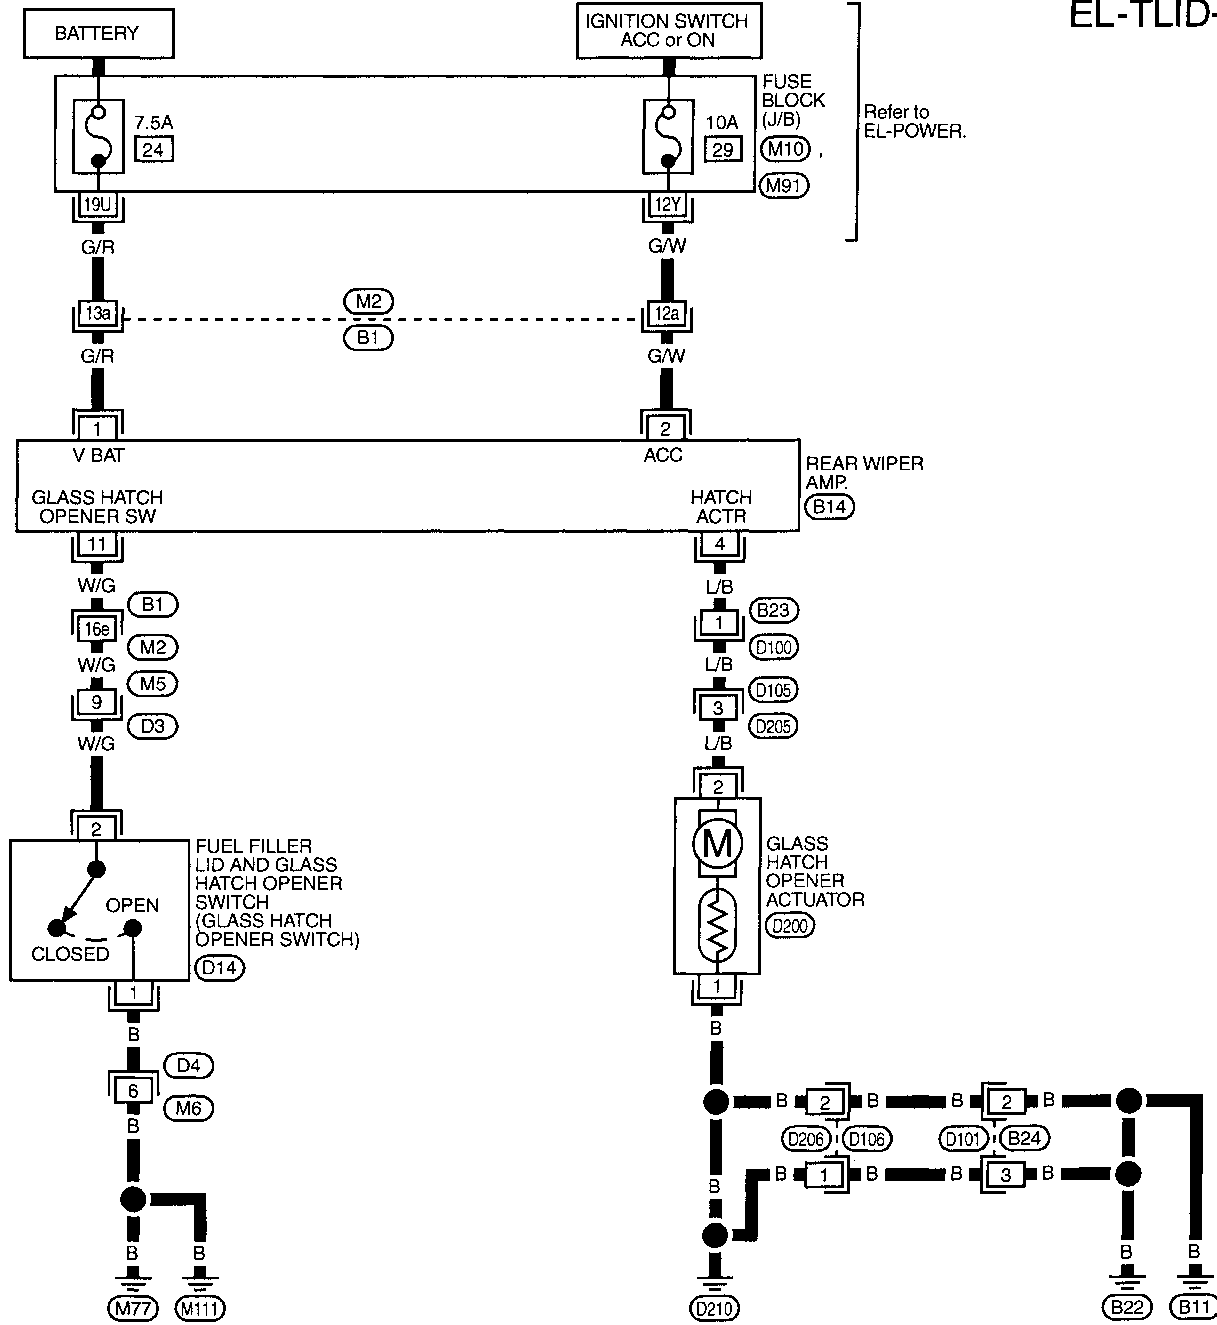 EL-TLID-
BATTERY
IGNITION SWITCH
ACC or ON
FUSE
BLOCK
(J/B)
M10 ,
M91
Refer to
EL-POWER.
7.5A
24
10A
29
19U
12Y
G/R
G/W
13a
M2
B1
12a
G/R
G/W
1
2
V BAT
ACC
REAR WIPER
AMP.
B14
GLASS HATCH
OPENER SW
HATCH
ACTR
11
4
W/G
L/B
B1
16e
M2
B23
1
D100
W/G
L/B
M5
9
D3
D105
3
D205
W/G
L/B
2
2
FUEL FILLER
LID AND GLASS
HATCH OPENER
SWITCH
(GLASS HATCH
OPENER SWITCH)
D14
OPEN
CLOSED
M
GLASS
HATCH
OPENER
ACTUATOR
D200
1
1
B
B
D4
6
M6
B
B 2 B B 2 B
D206 D106 D101 B24
B 1 B B 3 B
B
B B B B
M77 M111 D210 B22 B11